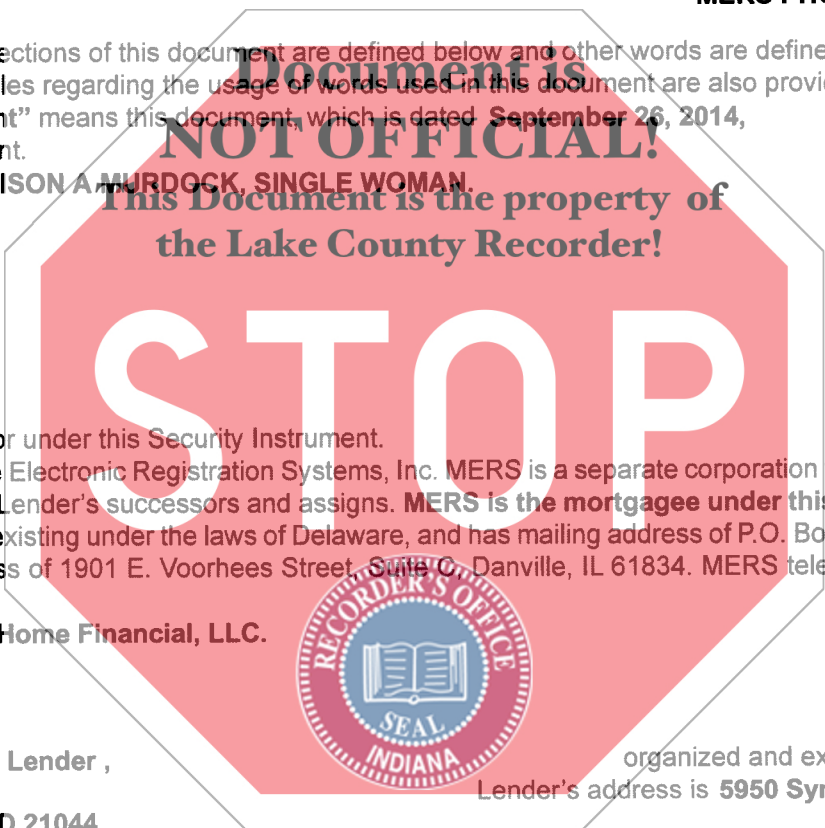 ections of this document are defined below and other words are define
Document is
les regarding the usage of words used in this document are also provi
nt” means this document, which is dated September 26, 2014,
NOT OFFICIAL!
nt.
ISON A MURDOCK, SINGLE WOMAN.
This Document is the property of
the Lake County Recorder!
STOP
or under this Security Instrument.
Electronic Registration Systems, Inc. MERS is a separate corporation
Lender’s successors and assigns. MERS is the mortgagee under this
existing under the laws of Delaware, and has mailing address of P.O. Bo
ss of 1901 E. Voorhees Street, Suite C, Danville, IL 61834. MERS tele
RECORDER'S OFFICE
Home Financial, LLC.
SEAL
INDIANA
Lender ,
organized and ex
Lender’s address is 5950 Syn
D 21044